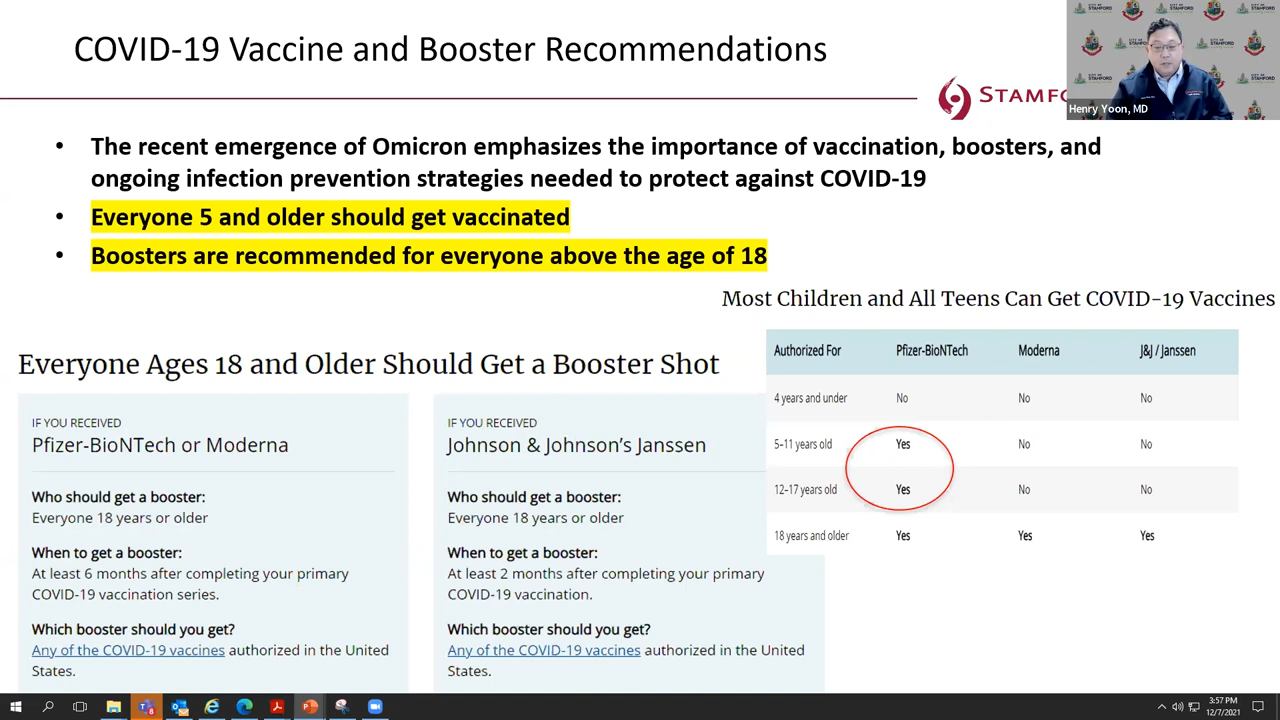 COVID-19 Vaccine and Booster Recommendations
STAMFO
Henry Yoon, MD
• The recent emergence of Omicron emphasizes the importance of vaccination, boosters, and
ongoing infection prevention strategies needed to protect against COVID-19
• Everyone 5 and older should get vaccinated
• Boosters are recommended for everyone above the age of 18
Everyone Ages 18 and Older Should Get a Booster Shot
IF YOU RECEIVED
Pfizer-BioNTech or Moderna
Who should get a booster:
Everyone 18 years or older
When to get a booster:
At least 6 months after completing your primary
COVID-19 vaccination series.
Which booster should you get?
Any of the COVID-19 vaccines authorized in the United
States.
IF YOU RECEIVED
Johnson & Johnson's Janssen
Who should get a booster:
Everyone 18 years or older
When to get a booster:
At least 2 months after completing your primary
COVID-19 vaccination.
Which booster should you get?
Any of the COVID-19 vaccines authorized in the United
States.
Most Children and All Teens Can Get COVID-19 Vaccines
Authorized For Pfizer-BioNTech Moderna J&J / Janssen
4 years and under No No No
5–11 years old Yes No No
12–17 years old Yes No No
18 years and older Yes Yes Yes
3:57 PM
12/7/2021